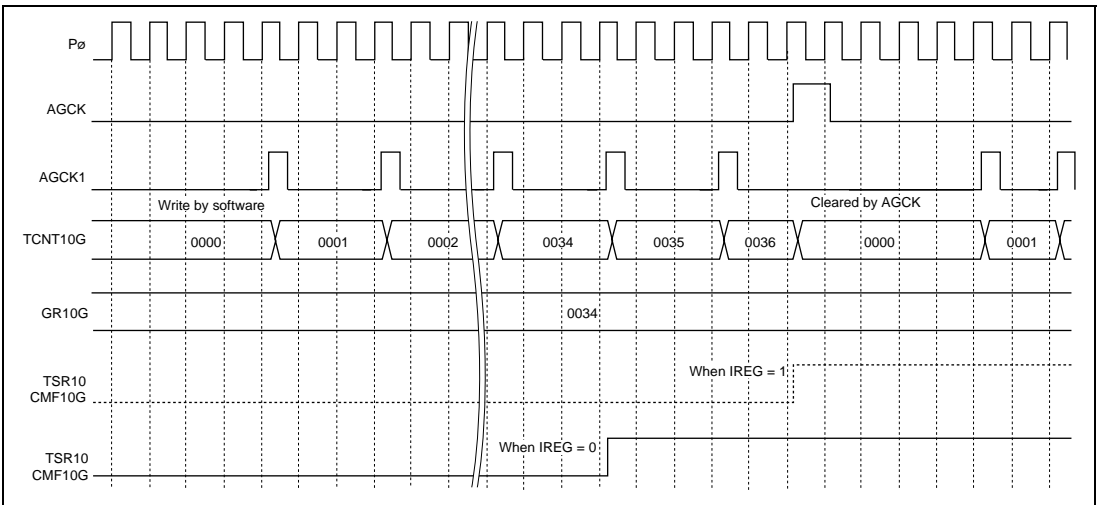 Pø
AGCK
AGCK1
Write by software
Cleared by AGCK
TCNT10G
0000
0001
0002
0034
0035
0036
0000
0001
GR10G
0034
When IREG = 1
TSR10
CMF10G
When IREG = 0
TSR10
CMF10G